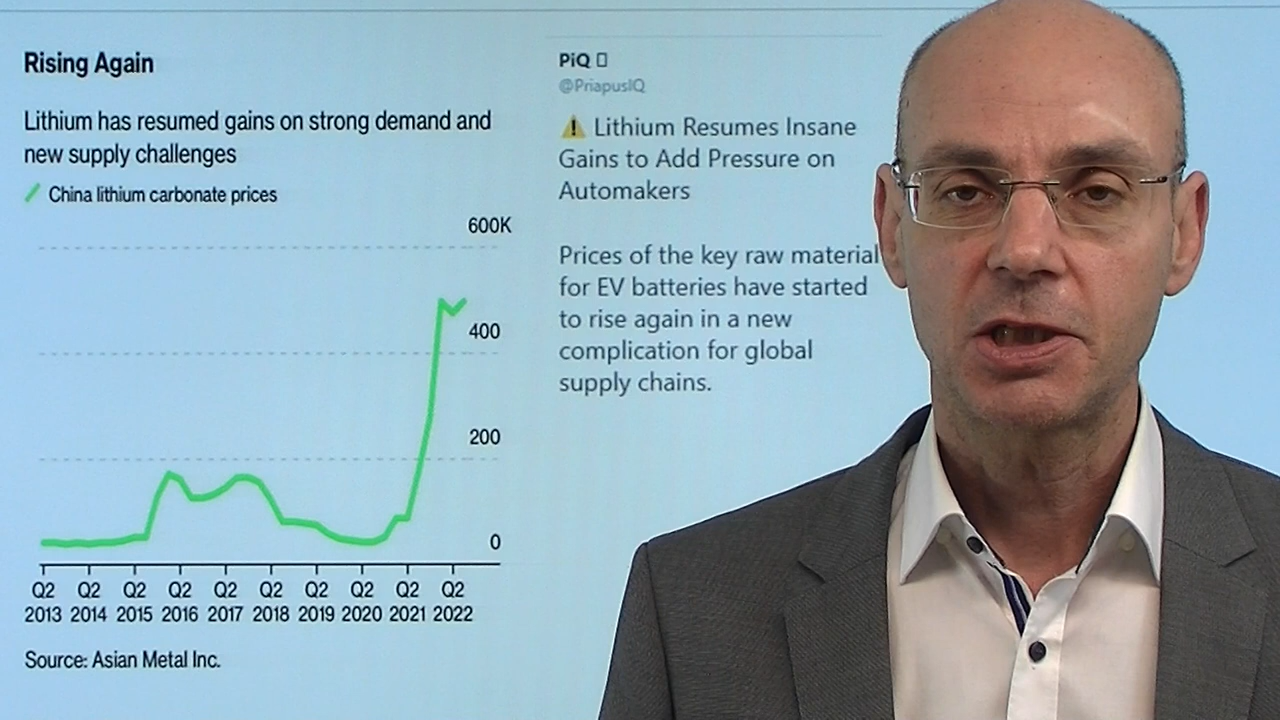 Rising Again
Lithium has resumed gains on strong demand and
new supply challenges
China lithium carbonate prices
600K
400
200
0
Q2 Q2 Q2 Q2 Q2 Q2 Q2 Q2 Q2 Q2
2013 2014 2015 2016 2017 2018 2019 2020 2021 2022
Source: Asian Metal Inc.
PiQ
@PriapusIQ
⚠ Lithium Resumes Insane
Gains to Add Pressure on
Automakers
Prices of the key raw material
for EV batteries have started
to rise again in a new
complication for global
supply chains.